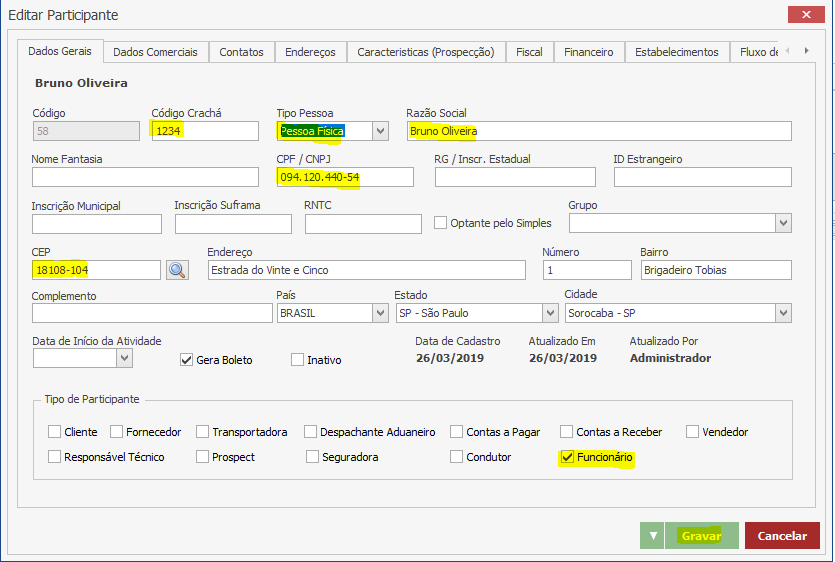 Editar Participante
Dados Gerais Dados Comerciais Contatos Endereços Caracteristicas (Prospecção) Fiscal Financeiro Estabelecimentos Fluxo de
Bruno Oliveira
Código Código Crachá Tipo Pessoa Razão Social
58 1234 Pessoa Física Bruno Oliveira
Nome Fantasia CPF / CNPJ RG / Inscr. Estadual ID Estrangeiro
094.120.440-54
Inscrição Municipal Inscrição Suframa RNTC Optante pelo Simples Grupo
CEP Endereço Número Bairro
18108-104 Estrada do Vinte e Cinco 1 Brigadeiro Tobias
Complemento País Estado Cidade
BRASIL SP - São Paulo Sorocaba - SP
Data de Início da Atividade Gera Boleto Inativo Data de Cadastro Atualizado Em Atualizado Por
26/03/2019 26/03/2019 Administrador
Tipo de Participante
Cliente Fornecedor Transportadora Despachante Aduaneiro Contas a Pagar Contas a Receber Vendedor
Responsável Técnico Prospect Seguradora Condutor Funcionário
Gravar Cancelar